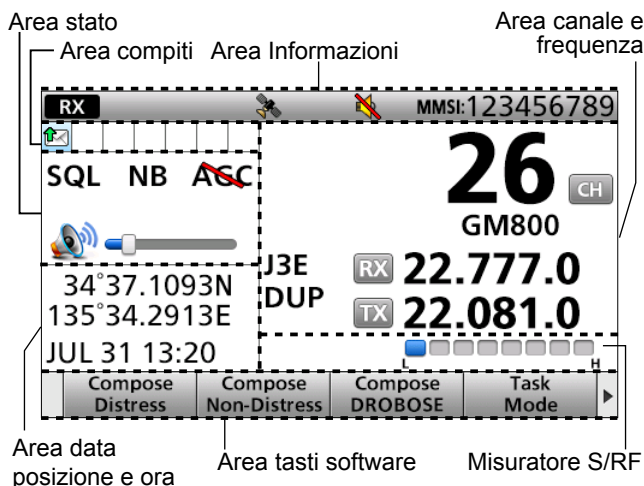 Area stato
Area compiti
Area Informazioni
Area canale e
frequenza
RX
MMSI:123456789
SQL NB AGC
26 CH
GM800
J3E
DUP
RX 22.777.0
TX 22.081.0
34°37.1093N
135°34.2913E
JUL 31 13:20
L H
Compose
Distress
Compose
Non-Distress
Compose
DROBOSE
Task
Mode
Area data
posizione e ora
Area tasti software
Misuratore S/RF